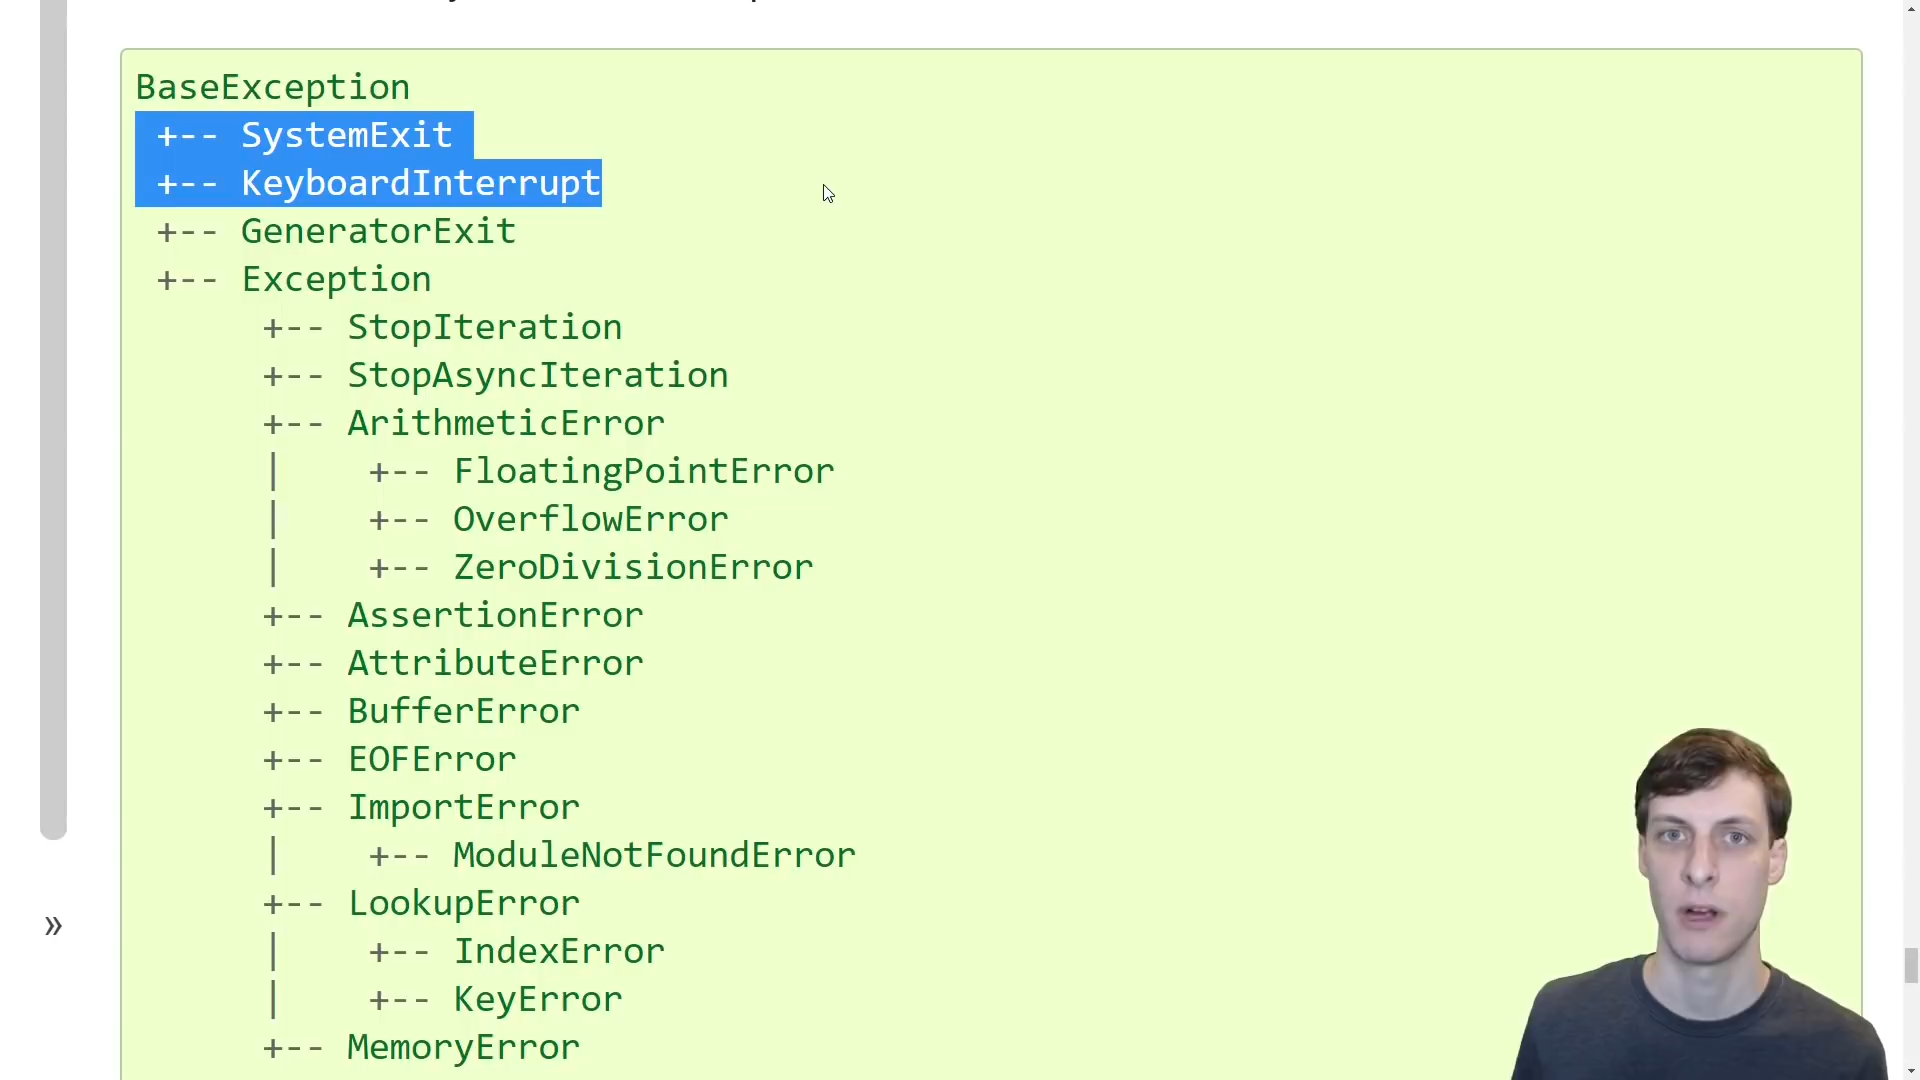 BaseException
 +-- SystemExit
 +-- KeyboardInterrupt
 +-- GeneratorExit
 +-- Exception
      +-- StopIteration
      +-- StopAsyncIteration
      +-- ArithmeticError
      |    +-- FloatingPointError
      |    +-- OverflowError
      |    +-- ZeroDivisionError
      +-- AssertionError
      +-- AttributeError
      +-- BufferError
      +-- EOFError
      +-- ImportError
      |    +-- ModuleNotFoundError
      +-- LookupError
      |    +-- IndexError
      |    +-- KeyError
      +-- MemoryError
»